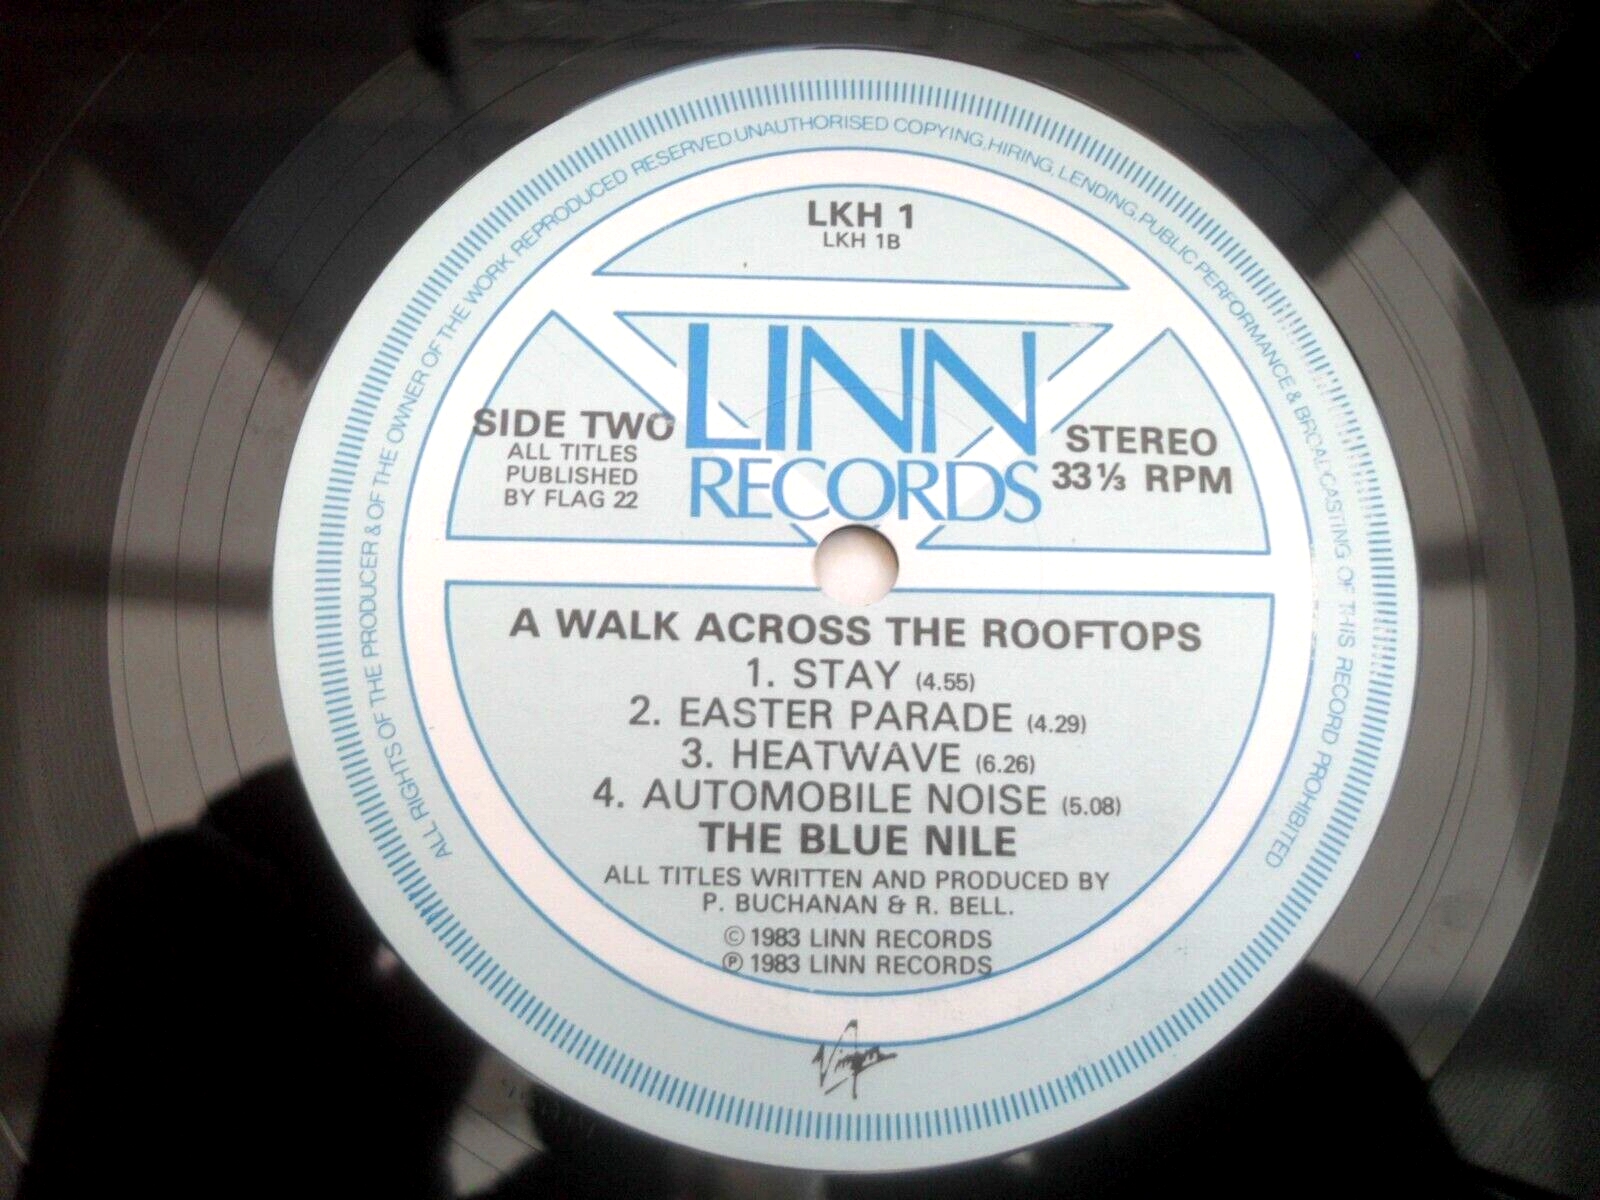 ALL RIGHTS OF THE PRODUCER & OF THE OWNER OF THE WORK REPRODUCED RESERVED. UNAUTHORISED COPYING, HIRING, LENDING, PUBLIC PERFORMANCE & BROADCASTING OF THIS RECORD PROHIBITED
LKH 1
LKH 1B
LINN
RECORDS
SIDE TWO
ALL TITLES
PUBLISHED
BY FLAG 22
STEREO
33⅓ RPM
A WALK ACROSS THE ROOFTOPS
1. STAY (4.55)
2. EASTER PARADE (4.29)
3. HEATWAVE (6.26)
4. AUTOMOBILE NOISE (5.08)
THE BLUE NILE
ALL TITLES WRITTEN AND PRODUCED BY
P. BUCHANAN & R. BELL.
© 1983 LINN RECORDS
℗ 1983 LINN RECORDS
Virgin